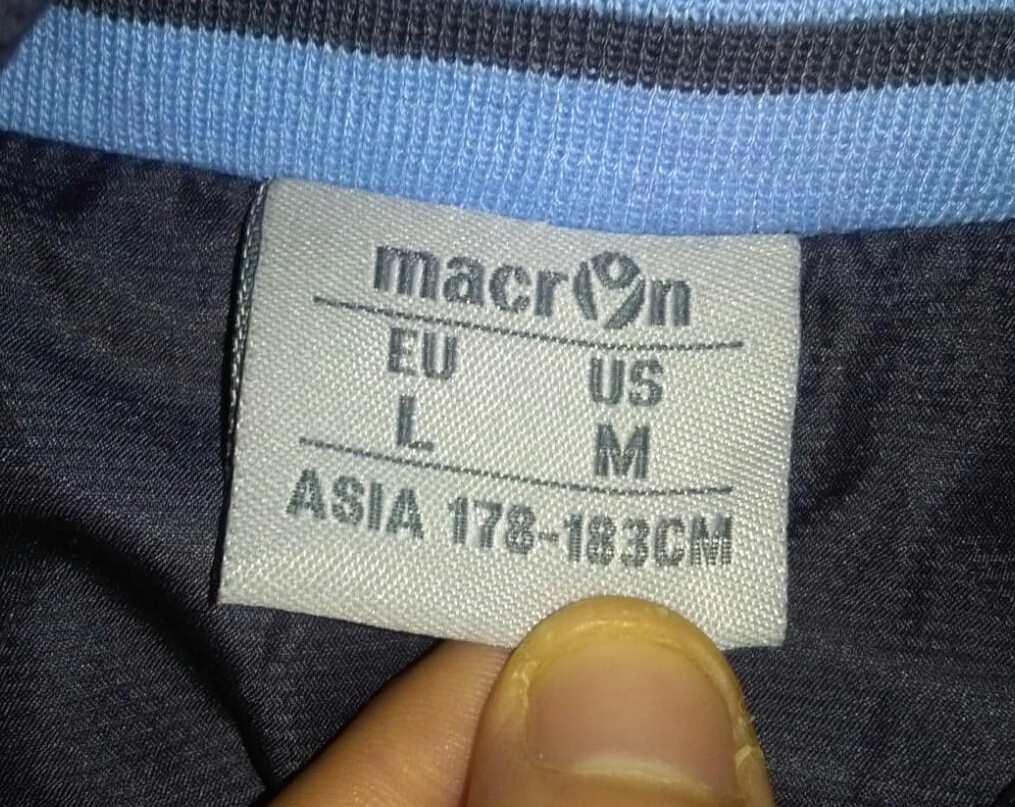 macron
EU US
L M
ASIA 178-183CM